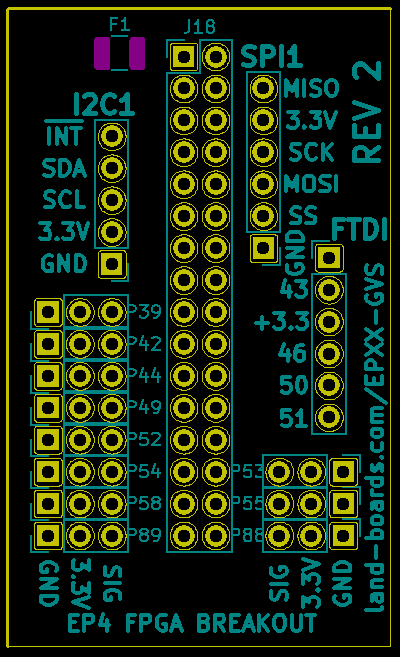 F1
J18
SPI1
I2C1
MISO
3.3V
SCK
MOSI
SS
GND
REV 2
INT
SDA
SCL
3.3V
GND
FTDI
43
+3.3
46
50
51
P39
P42
P44
P49
P52
P54
P58
P89
P53
P55
P88
GND
3.3V
SIG
SIG
3.3V
GND
land-boards.com/EPXX-GVS
EP4 FPGA BREAKOUT